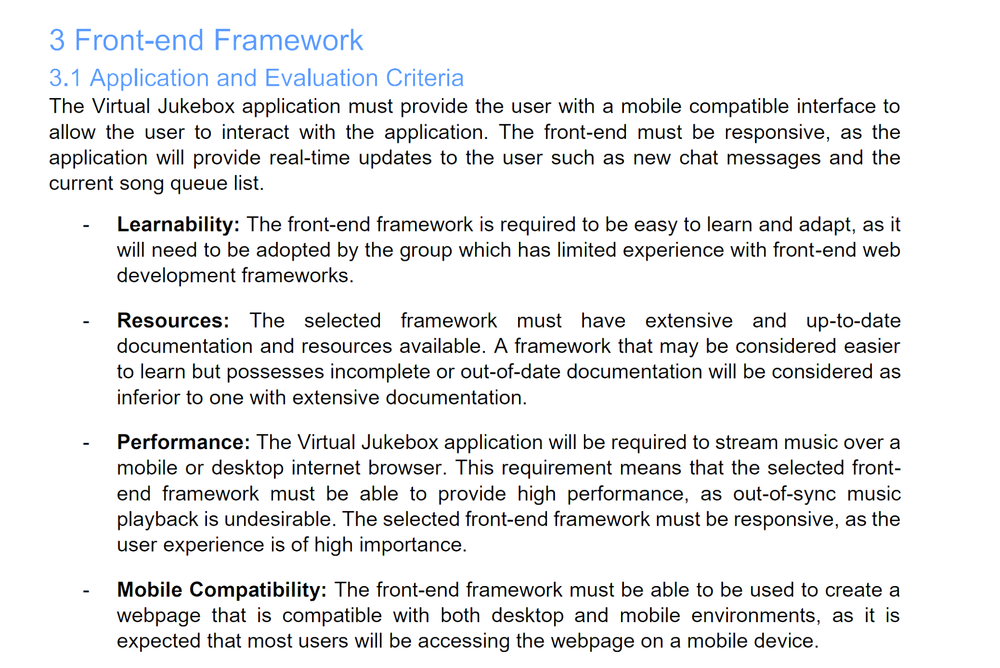 3 Front-end Framework
3.1 Application and Evaluation Criteria
The Virtual Jukebox application must provide the user with a mobile compatible interface to
allow the user to interact with the application. The front-end must be responsive, as the
application will provide real-time updates to the user such as new chat messages and the
current song queue list.
- Learnability: The front-end framework is required to be easy to learn and adapt, as it
will need to be adopted by the group which has limited experience with front-end web
development frameworks.
- Resources: The selected framework must have extensive and up-to-date
documentation and resources available. A framework that may be considered easier
to learn but possesses incomplete or out-of-date documentation will be considered as
inferior to one with extensive documentation.
- Performance: The Virtual Jukebox application will be required to stream music over a
mobile or desktop internet browser. This requirement means that the selected front-
end framework must be able to provide high performance, as out-of-sync music
playback is undesirable. The selected front-end framework must be responsive, as the
user experience is of high importance.
- Mobile Compatibility: The front-end framework must be able to be used to create a
webpage that is compatible with both desktop and mobile environments, as it is
expected that most users will be accessing the webpage on a mobile device.